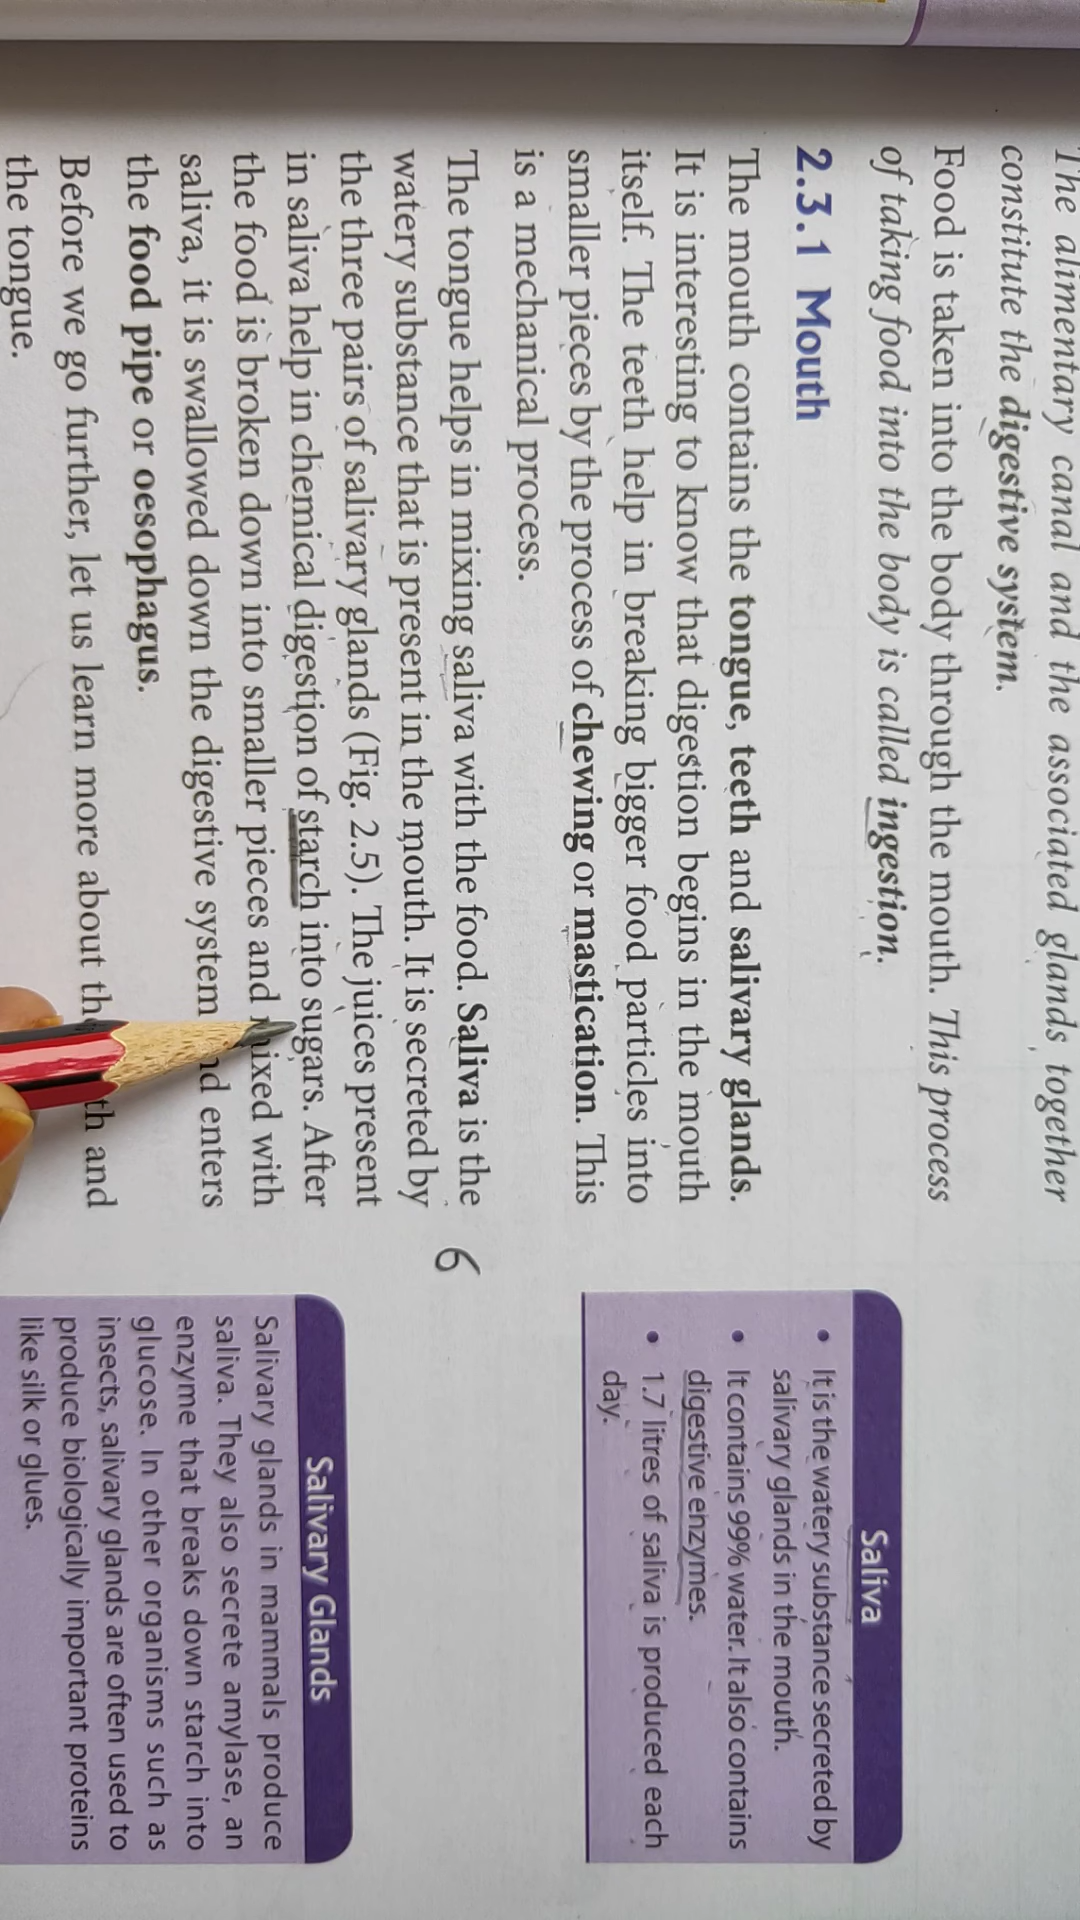 The alimentary canal and the associated glands together
constitute the digestive system.
Food is taken into the body through the mouth. This process
of taking food into the body is called ingestion.
2.3.1 Mouth
The mouth contains the tongue, teeth and salivary glands.
It is interesting to know that digestion begins in the mouth
itself. The teeth help in breaking bigger food particles into
smaller pieces by the process of chewing or mastication. This
is a mechanical process.
The tongue helps in mixing saliva with the food. Saliva is the
watery substance that is present in the mouth. It is secreted by
the three pairs of salivary glands (Fig. 2.5). The juices present
in saliva help in chemical digestion of starch into sugars. After
the food is broken down into smaller pieces and mixed with
saliva, it is swallowed down the digestive system and enters
the food pipe or oesophagus.
Before we go further, let us learn more about and
the tongue.
6
Saliva
• It is the watery substance secreted by
salivary glands in the mouth.
• It contains 99% water. It also contains
digestive enzymes.
• 1.7 litres of saliva is produced each
day.
Salivary Glands
Salivary glands in mammals produce
saliva. They also secrete amylase, an
enzyme that breaks down starch into
glucose. In other organisms such as
insects, salivary glands are often used to
produce biologically important proteins
like silk or glues.